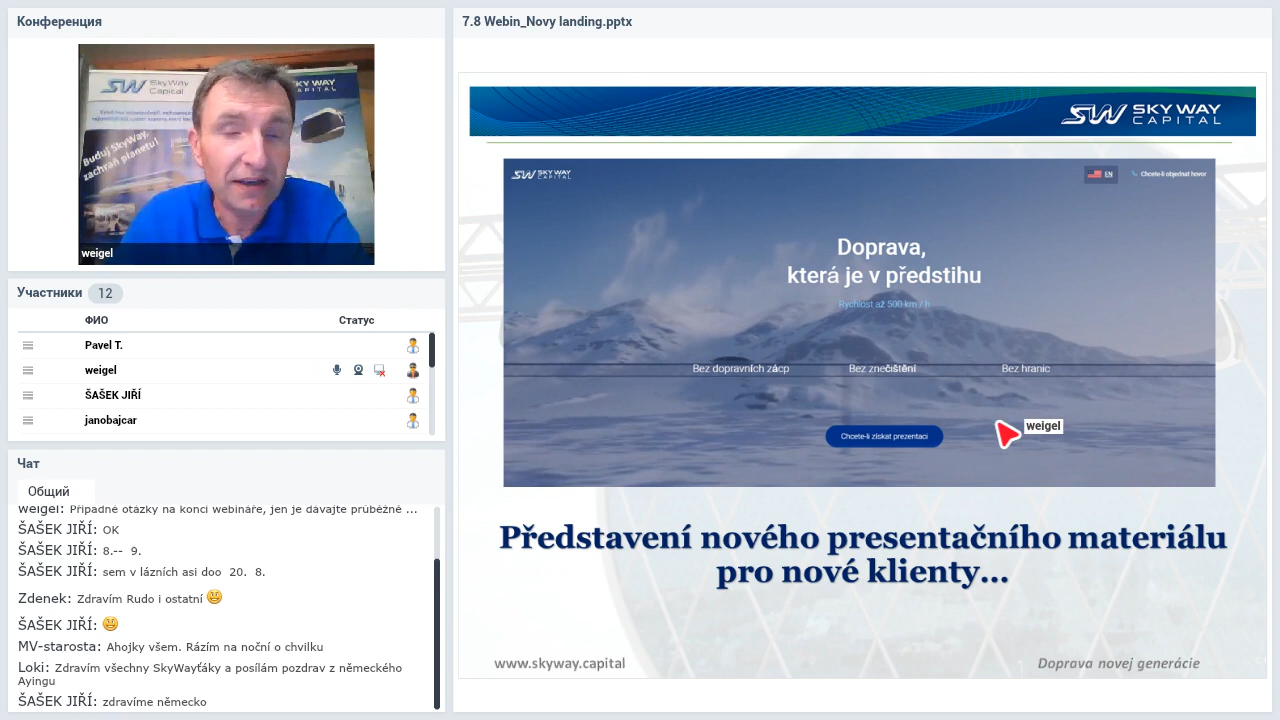 Конференция
SW SkyWay Capital
KY WAY CAPITAL
Buduj SkyWay,
zachraň planetu!
weigel
Участники 12
ФИО Статус
Pavel T.
weigel
ŠAŠEK JIŘÍ
janobajcar
Чат
Общий
weigel: Případné otázky na konci webináře, jen je dávajte průběžně ...
ŠAŠEK JIŘÍ: OK
ŠAŠEK JIŘÍ: 8.-- 9.
ŠAŠEK JIŘÍ: sem v lázních asi doo 20. 8.
Zdenek: Zdravím Rudo i ostatní
ŠAŠEK JIŘÍ:
MV-starosta: Ahojky všem. Rázím na noční o chvilku
Loki: Zdravím všechny SkyWayťáky a posílám pozdrav z německého
Ayingu
ŠAŠEK JIŘÍ: zdravíme německo
7.8 Webin_Novy landing.pptx
SW SKY WAY CAPITAL
SW SKY WAY CAPITAL
EN Chcete-li objednat hovor
Doprava,
která je v předstihu
Rychlost až 500 km / h
Bez dopravních zácp Bez znečištění Bez hranic
Chcete-li získat prezentaci
weigel
Představení nového presentačního materiálu
pro nové klienty...
www.skyway.capital Doprava novej generácie